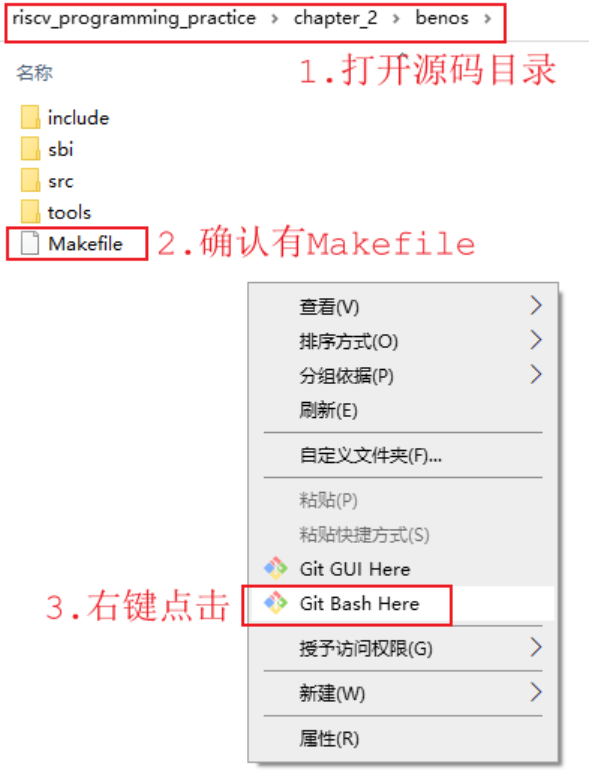 riscv_programming_practice › chapter_2 › benos ›
1.打开源码目录
名称
include
sbi
src
tools
Makefile
2.确认有Makefile
查看(V)
排序方式(O)
分组依据(P)
刷新(E)
自定义文件夹(F)...
粘贴(P)
粘贴快捷方式(S)
Git GUI Here
3.右键点击
Git Bash Here
授予访问权限(G)
新建(W)
属性(R)